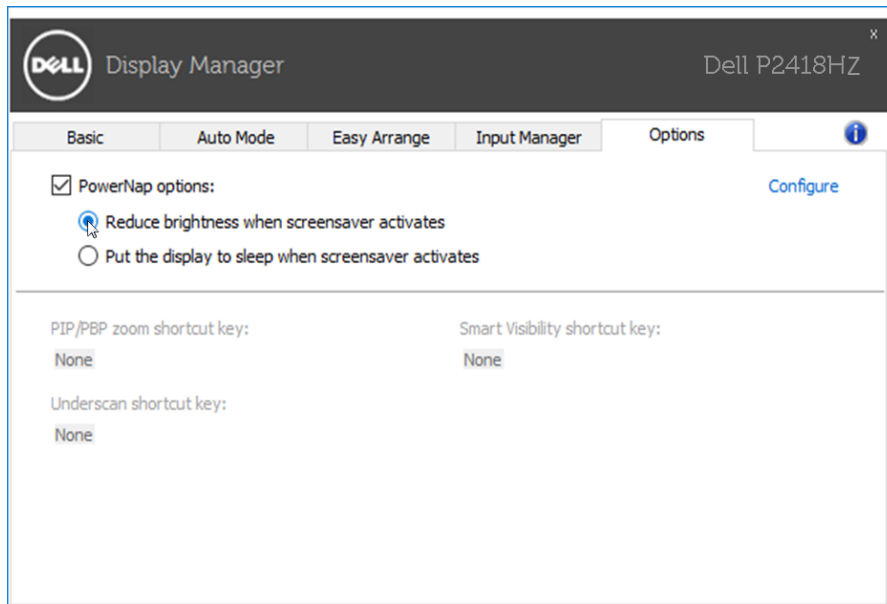 DELL Display Manager Dell P2418HZ x
Basic Auto Mode Easy Arrange Input Manager Options i
PowerNap options: Configure
Reduce brightness when screensaver activates
Put the display to sleep when screensaver activates
PIP/PBP zoom shortcut key: Smart Visibility shortcut key:
None None
Underscan shortcut key:
None